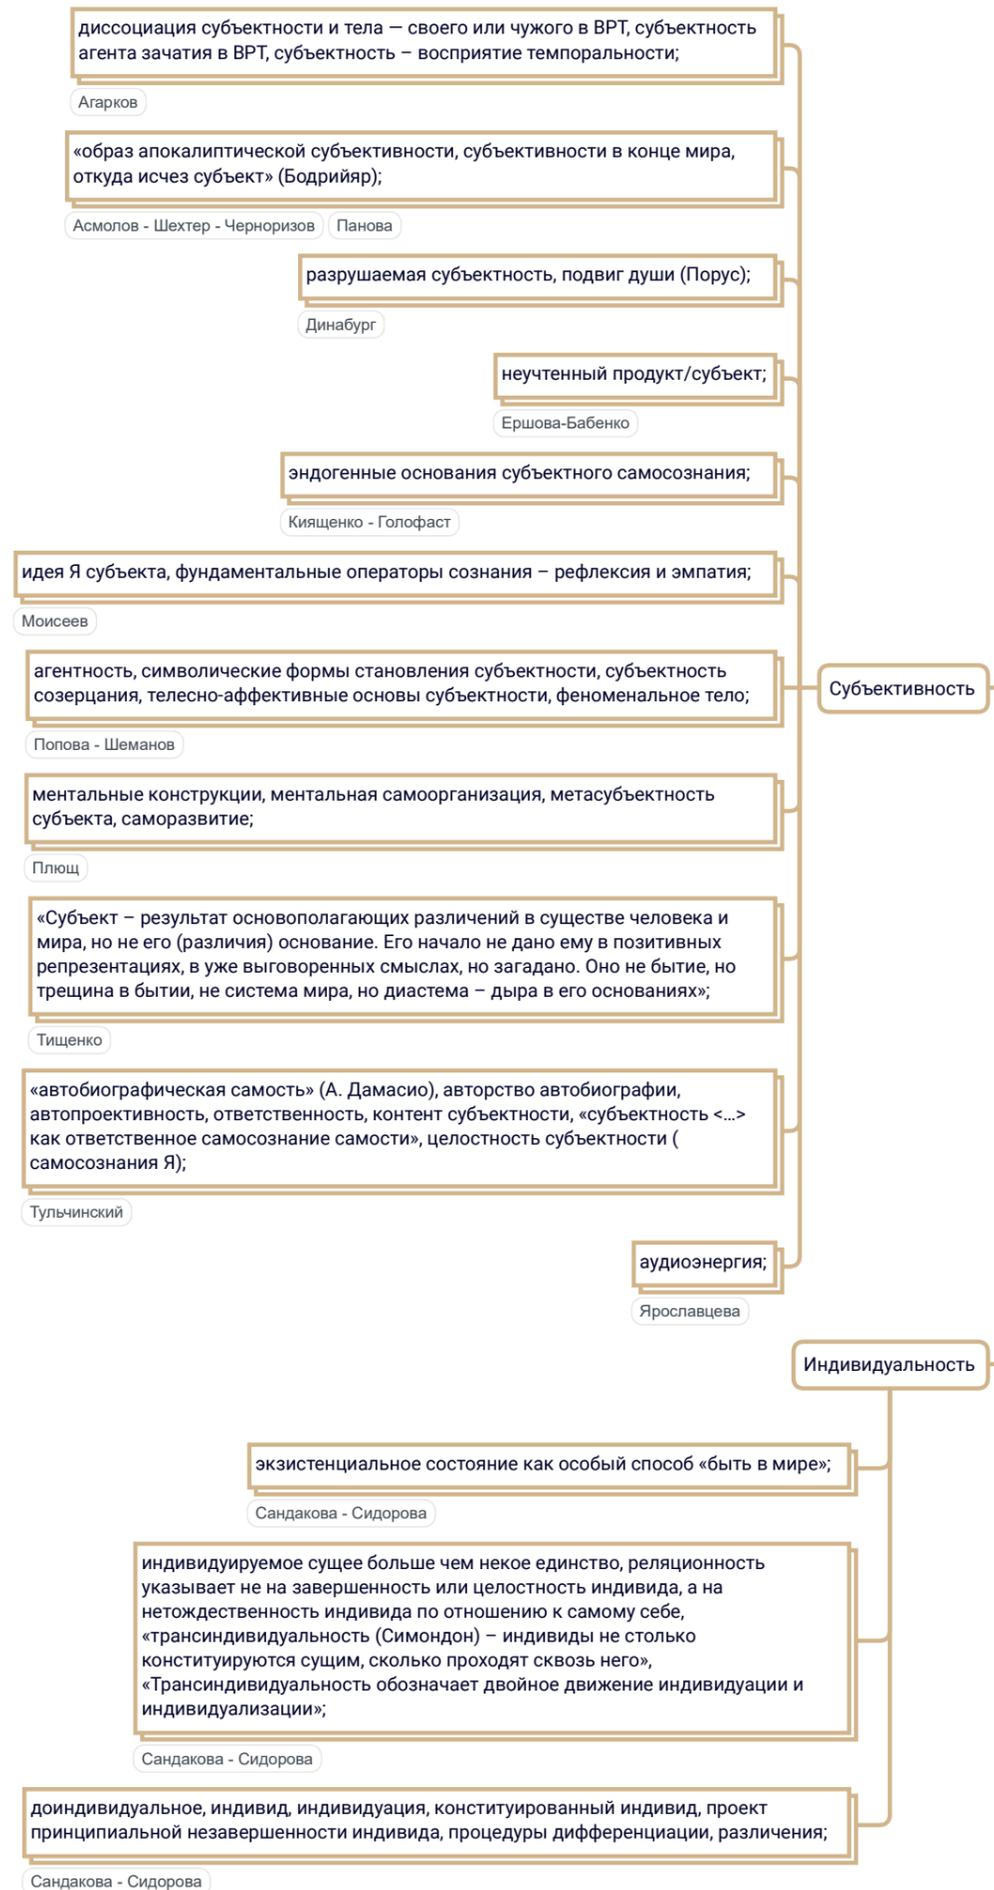 диссоциация субъектности и тела — своего или чужого в ВРТ, субъектность
агента зачатия в ВРТ, субъектность – восприятие темпоральности;
Агарков
«образ апокалиптической субъективности, субъективности в конце мира,
откуда исчез субъект» (Бодрийяр);
Асмолов - Шехтер - Черноризов Панова
разрушаемая субъектность, подвиг души (Порус);
Динабург
неучтенный продукт/субъект;
Ершова-Бабенко
эндогенные основания субъектного самосознания;
Киященко - Голофаст
идея Я субъекта, фундаментальные операторы сознания – рефлексия и эмпатия;
Моисеев
агентность, символические формы становления субъектности, субъектность
созерцания, телесно-аффективные основы субъектности, феноменальное тело;
Попова - Шеманов
Субъективность
ментальные конструкции, ментальная самоорганизация, метасубъектность
субъекта, саморазвитие;
Плющ
«Субъект – результат основополагающих различений в существе человека и
мира, но не его (различия) основание. Его начало не дано ему в позитивных
репрезентациях, в уже выговоренных смыслах, но загадано. Оно не бытие, но
трещина в бытии, не система мира, но диастема – дыра в его основаниях»;
Тищенко
«автобиографическая самость» (А. Дамасио), авторство автобиографии,
автопроективность, ответственность, контент субъектности, «субъектность <…>
как ответственное самосознание самости», целостность субъектности (
самосознания Я);
Тульчинский
аудиоэнергия;
Ярославцева
Индивидуальность
экзистенциальное состояние как особый способ «быть в мире»;
Сандакова - Сидорова
индивидуируемое сущее больше чем некое единство, реляционность
указывает не на завершенность или целостность индивида, а на
нетождественность индивида по отношению к самому себе,
«трансиндивидуальность (Симондон) – индивиды не столько
конституируются сущим, сколько проходят сквозь него»,
«Трансиндивидуальность обозначает двойное движение индивидуации и
индивидуализации»;
Сандакова - Сидорова
доиндивидуальное, индивид, индивидуация, конституированный индивид, проект
принципиальной незавершенности индивида, процедуры дифференциации, различения;
Сандакова - Сидорова